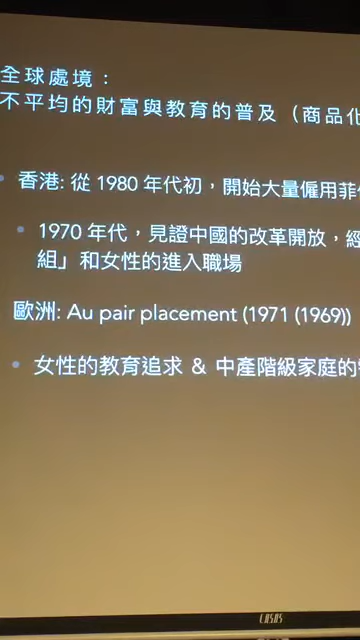 全球處境：
不平均的財富與教育的普及（商品化
香港: 從 1980 年代初，開始大量僱用菲
1970 年代，見證中國的改革開放，經
組」和女性的進入職場
歐洲: Au pair placement (1971 (1969))
女性的教育追求 & 中產階級家庭的